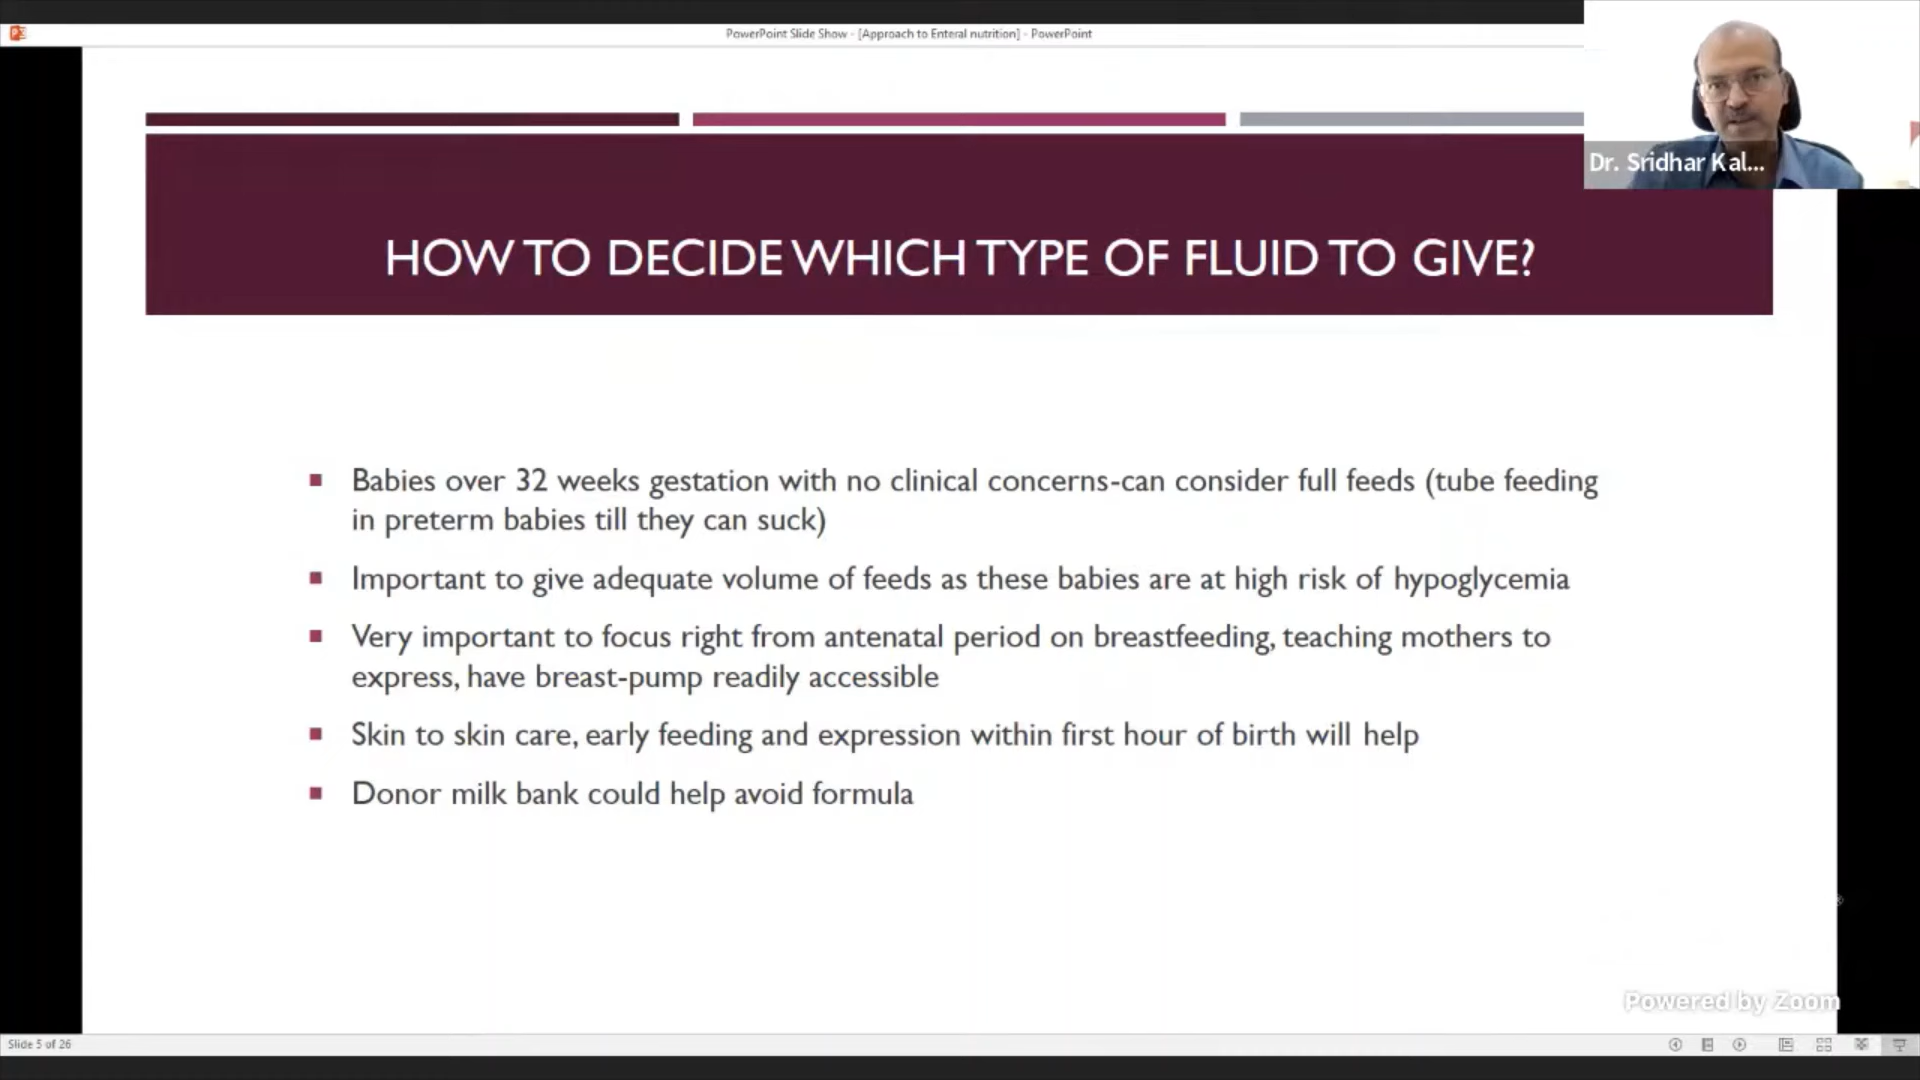 PowerPoint Slide Show - [Approach to Enteral nutrition] - PowerPoint
Dr. Sridhar Kal...
HOW TO DECIDE WHICH TYPE OF FLUID TO GIVE?
Babies over 32 weeks gestation with no clinical concerns-can consider full feeds (tube feeding
in preterm babies till they can suck)
Important to give adequate volume of feeds as these babies are at high risk of hypoglycemia
Very important to focus right from antenatal period on breastfeeding, teaching mothers to
express, have breast-pump readily accessible
Skin to skin care, early feeding and expression within first hour of birth will help
Donor milk bank could help avoid formula
Powered by Zoom
Slide 5 of 26